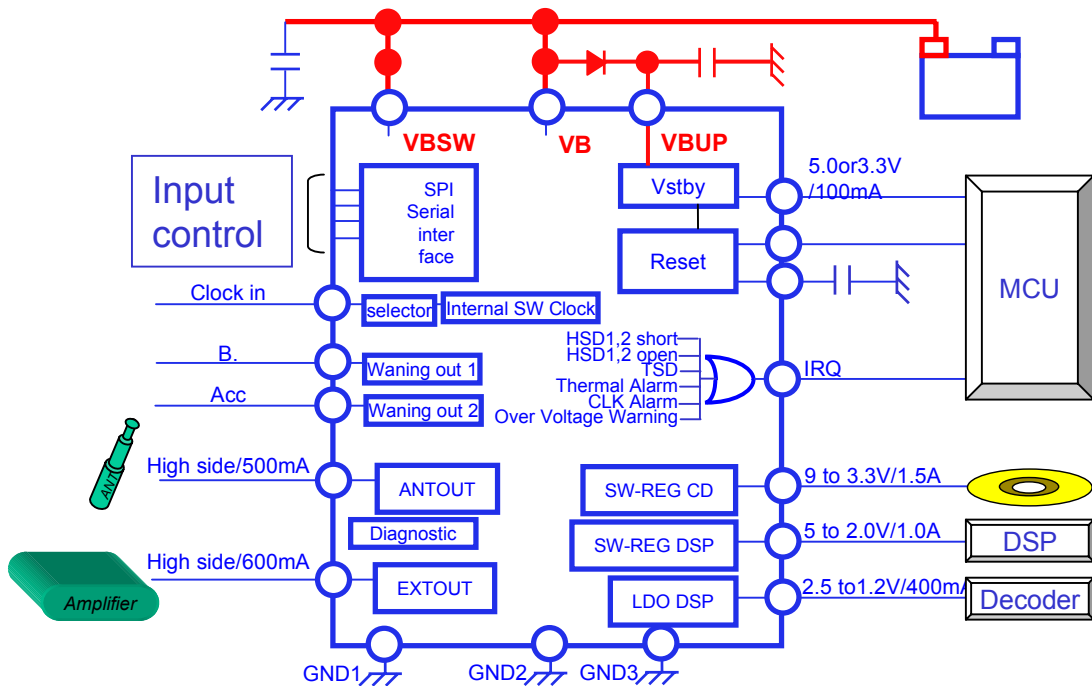 VBSW
VB
VBUP
Input
control
SPI
Serial
inter
face
Vstby
5.0or3.3V
/100mA
Reset
MCU
Clock in
selector
Internal SW Clock
B.
Waning out 1
Acc
Waning out 2
HSD1,2 short
HSD1,2 open
TSD
Thermal Alarm
CLK Alarm
Over Voltage Warning
IRQ
ANT
High side/500mA
ANTOUT
SW-REG CD
9 to 3.3V/1.5A
Diagnostic
SW-REG DSP
5 to 2.0V/1.0A
DSP
Amplifier
High side/600mA
EXTOUT
LDO DSP
2.5 to1.2V/400mA
Decoder
GND1
GND2
GND3